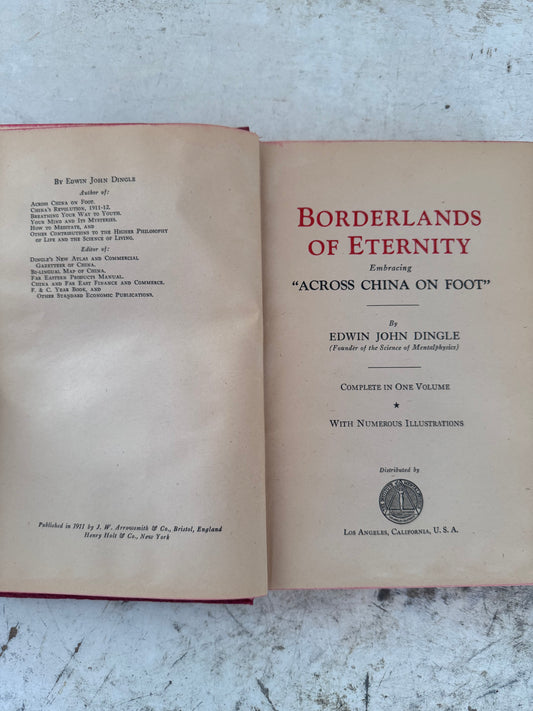 By Edwin John Dingle
Author of:
Across China on Foot.
China's Revolution, 1911-12.
Breathing Your Way to Youth.
Your Mind and Its Mysteries.
How to Meditate, and
Other Contributions to the Higher Philosophy
of Life and the Science of Living.
Editor of:
Dingle's New Atlas and Commercial
Gazetteer of China.
Bi-lingual Map of China.
Far Eastern Products Manual.
China and Far East Finance and Commerce.
F. & C. Year Book, and
Other Standard Economic Publications.
Published in 1911 by J. W. Arrowsmith & Co., Bristol, England
Henry Holt & Co., New York
Borderlands
of Eternity
Embracing
"ACROSS CHINA ON FOOT"
By
EDWIN JOHN DINGLE
(Founder of the Science of Mentalphysics)
Complete in One Volume
★
With Numerous Illustrations
Distributed by
Los Angeles, California, U. S. A.